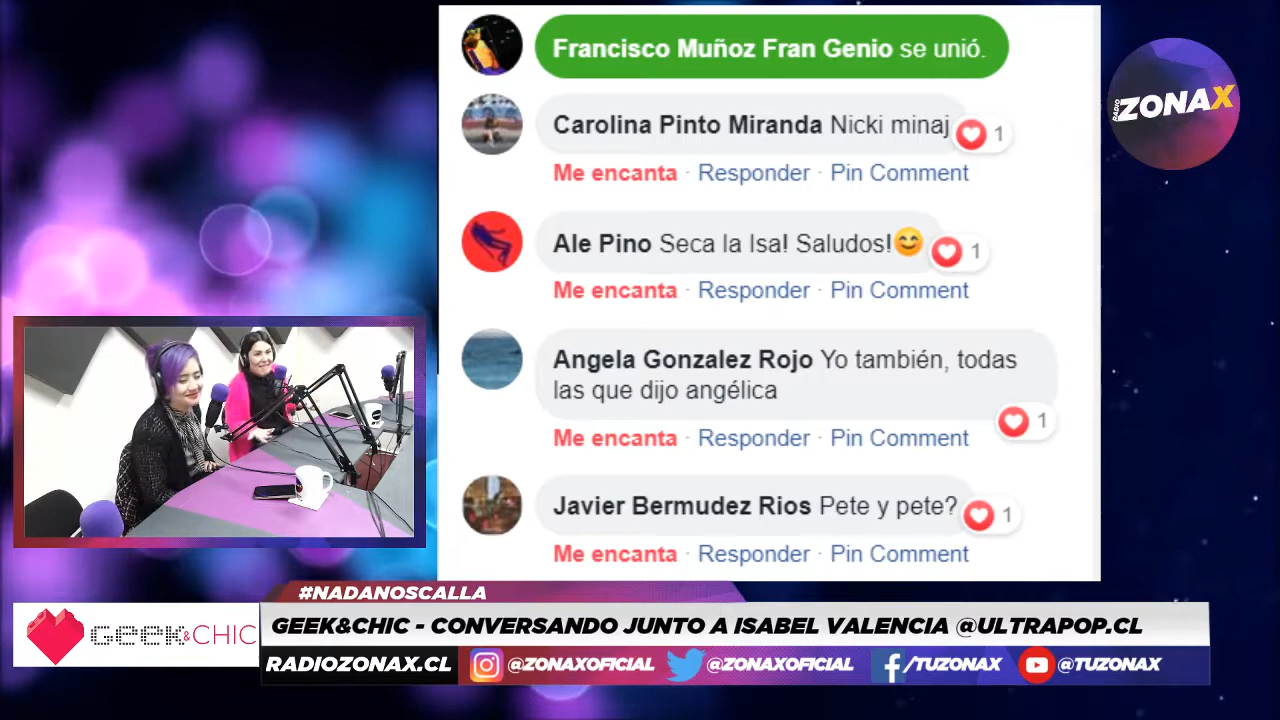 Francisco Muñoz Fran Genio se unió.
Carolina Pinto Miranda Nicki minaj
1
Me encanta · Responder · Pin Comment
Ale Pino Seca la Isa! Saludos!😊
1
Me encanta · Responder · Pin Comment
Angela Gonzalez Rojo Yo también, todas
las que dijo angélica
1
Me encanta · Responder · Pin Comment
Javier Bermudez Rios Pete y pete?
1
Me encanta · Responder · Pin Comment
RADIO ZONAX
#NADANOSCALLA
GEEK&CHIC
GEEK&CHIC - CONVERSANDO JUNTO A ISABEL VALENCIA @ULTRAPOP.CL
RADIOZONAX.CL @ZONAXOFICIAL @ZONAXOFICIAL /TUZONAX @TUZONAX